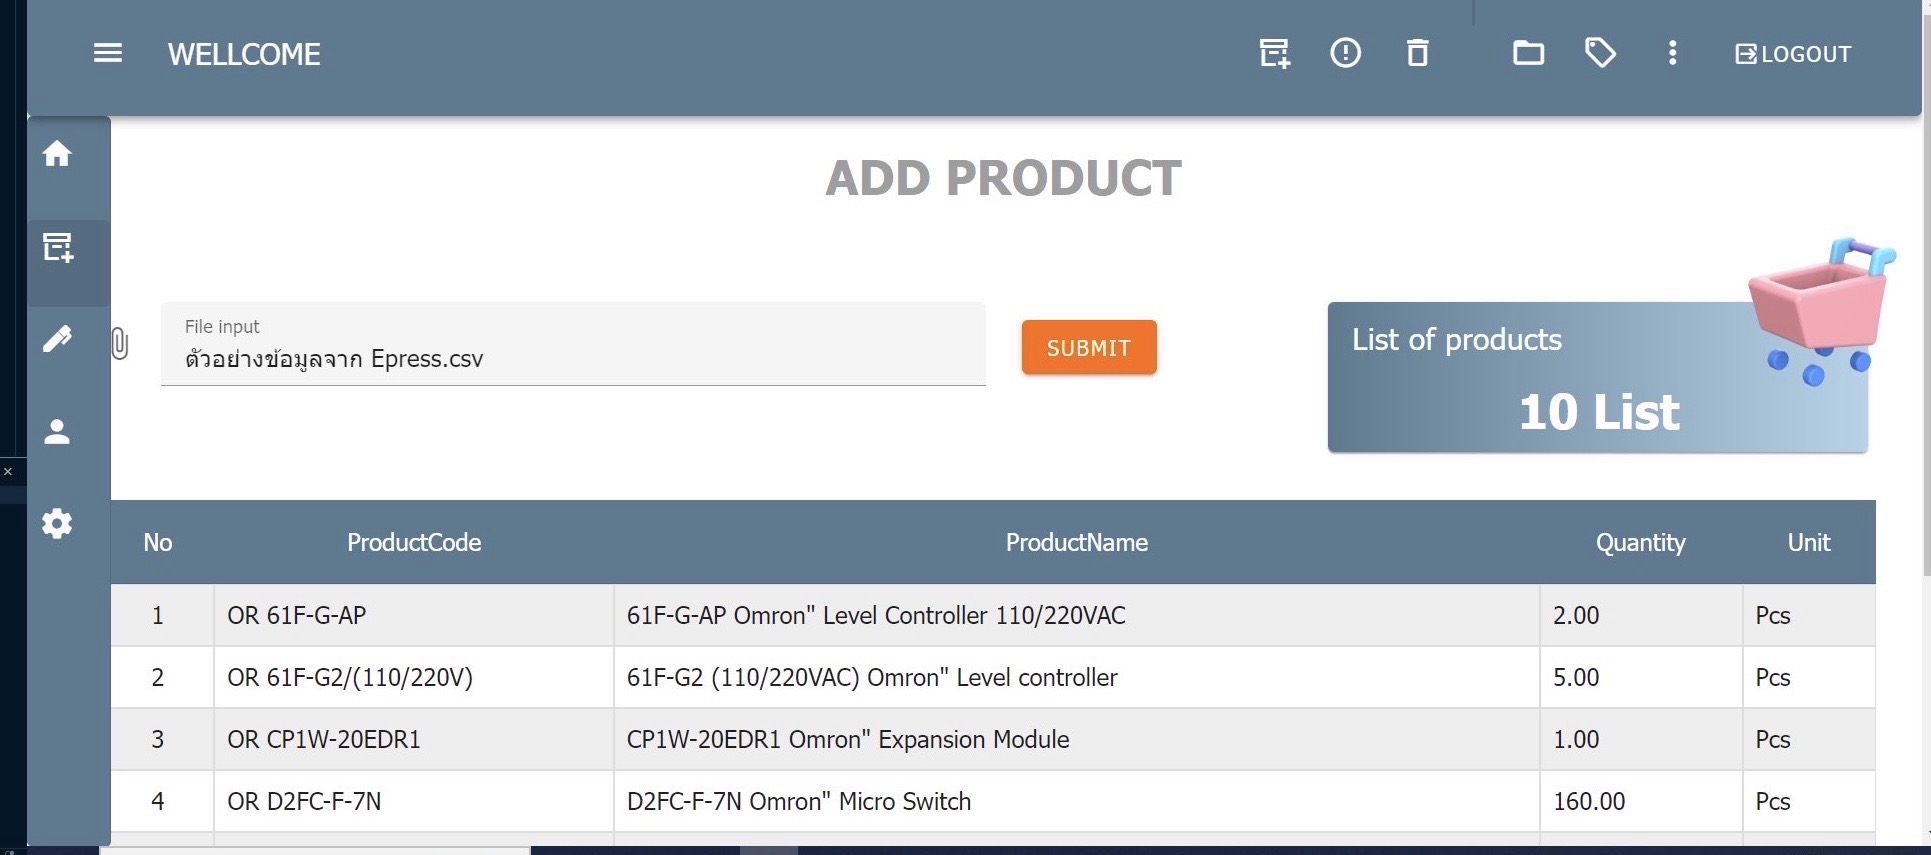 WELLCOME
LOGOUT
ADD PRODUCT
File input
ตัวอย่างข้อมูลจาก Epress.csv
SUBMIT
List of products
10 List
No ProductCode ProductName Quantity Unit
1 OR 61F-G-AP 61F-G-AP Omron" Level Controller 110/220VAC 2.00 Pcs
2 OR 61F-G2/(110/220V) 61F-G2 (110/220VAC) Omron" Level controller 5.00 Pcs
3 OR CP1W-20EDR1 CP1W-20EDR1 Omron" Expansion Module 1.00 Pcs
4 OR D2FC-F-7N D2FC-F-7N Omron" Micro Switch 160.00 Pcs